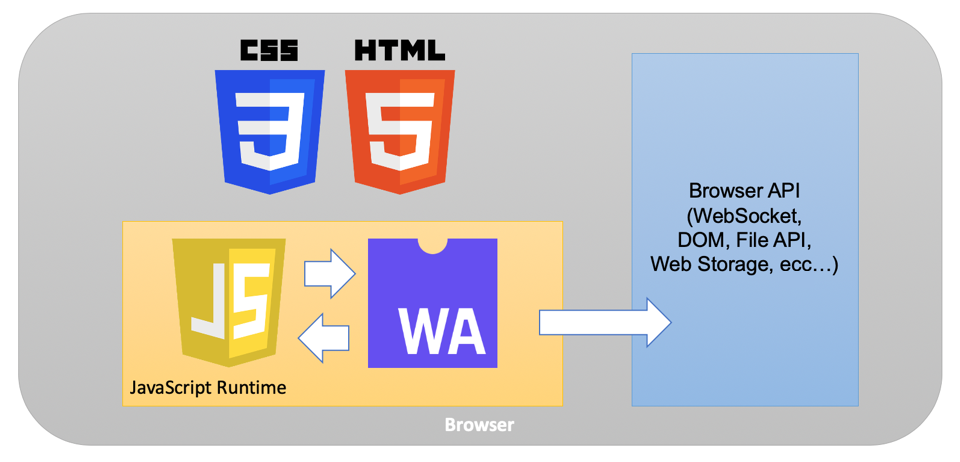 CSS
HTML
3
5
Browser API
(WebSocket,
DOM, File API,
Web Storage, ecc…)
JS
WA
JavaScript Runtime
Browser